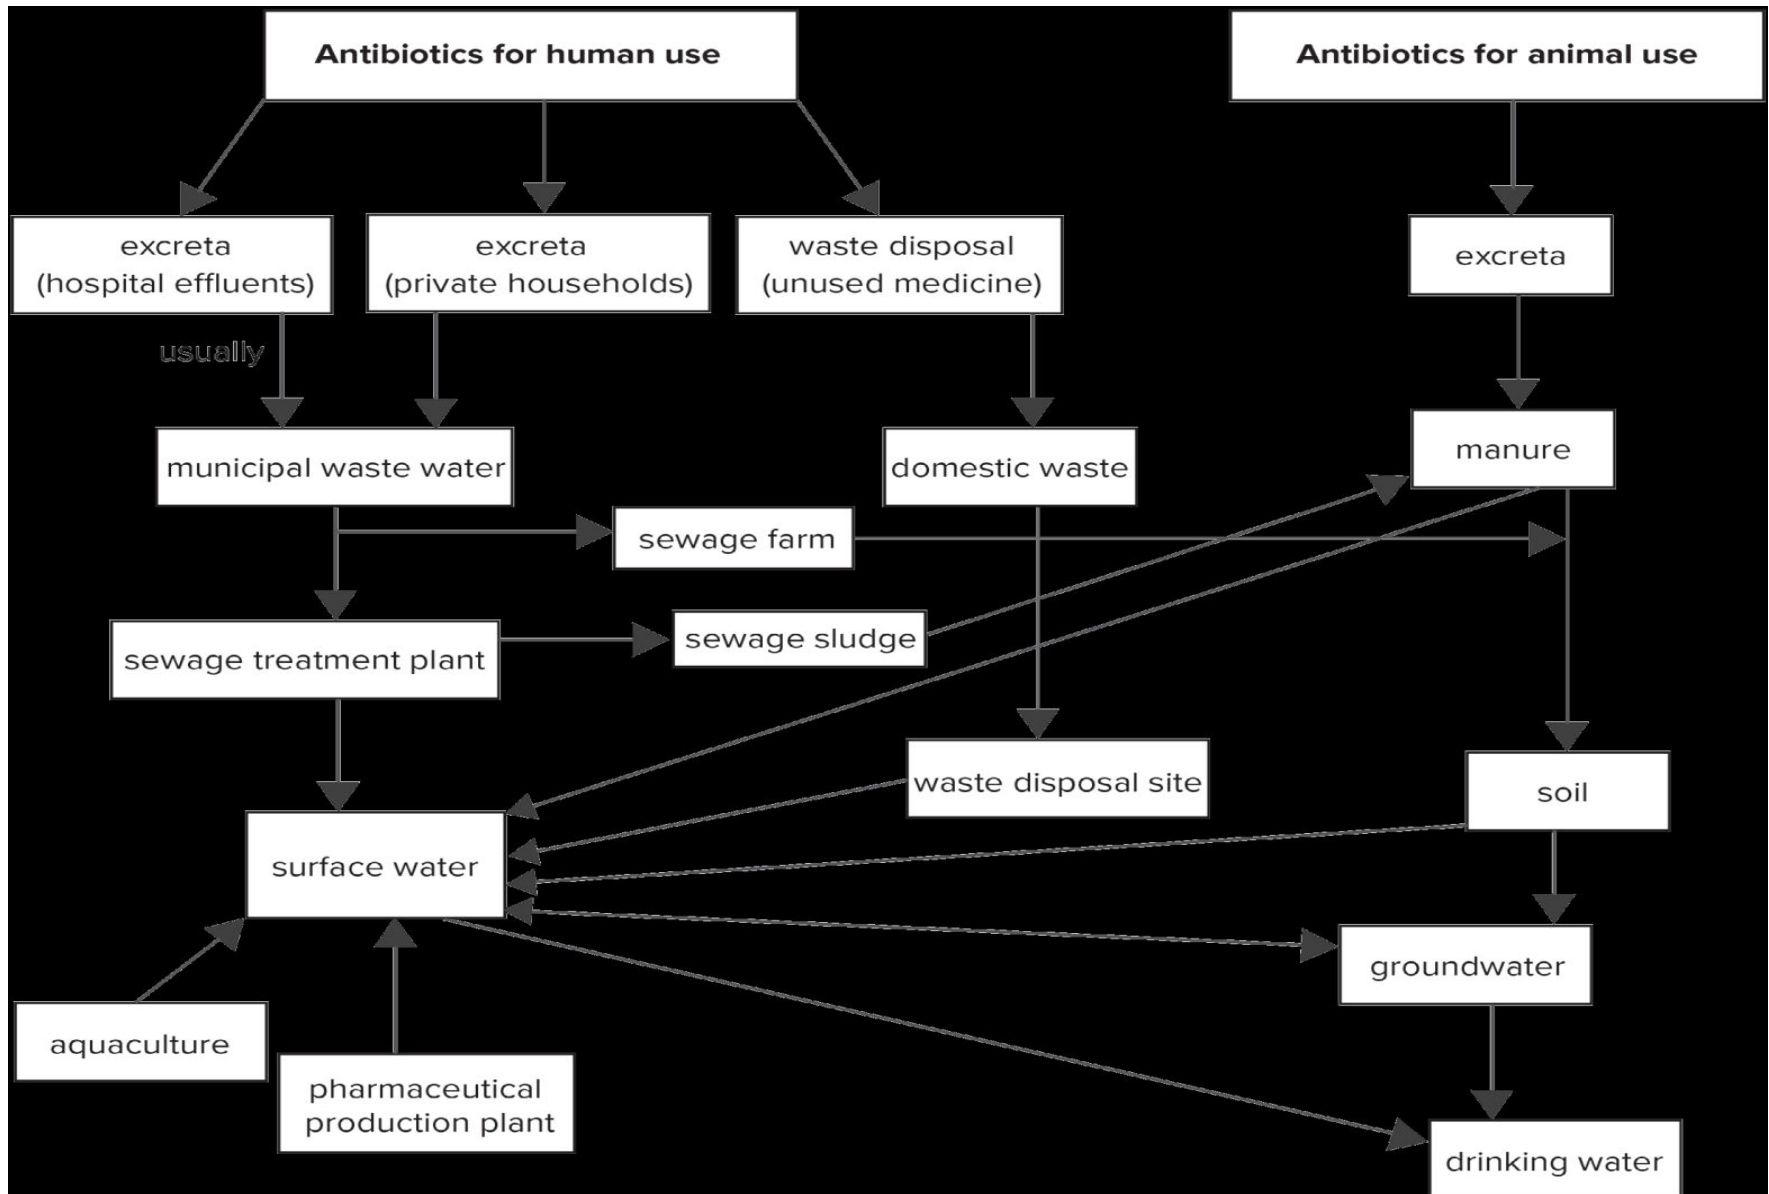 Antibiotics for human use
Antibiotics for animal use
excreta
(hospital effluents)
excreta
(private households)
waste disposal
(unused medicine)
excreta
usually
municipal waste water
domestic waste
manure
sewage farm
sewage treatment plant
sewage sludge
waste disposal site
soil
surface water
groundwater
aquaculture
pharmaceutical
production plant
drinking water